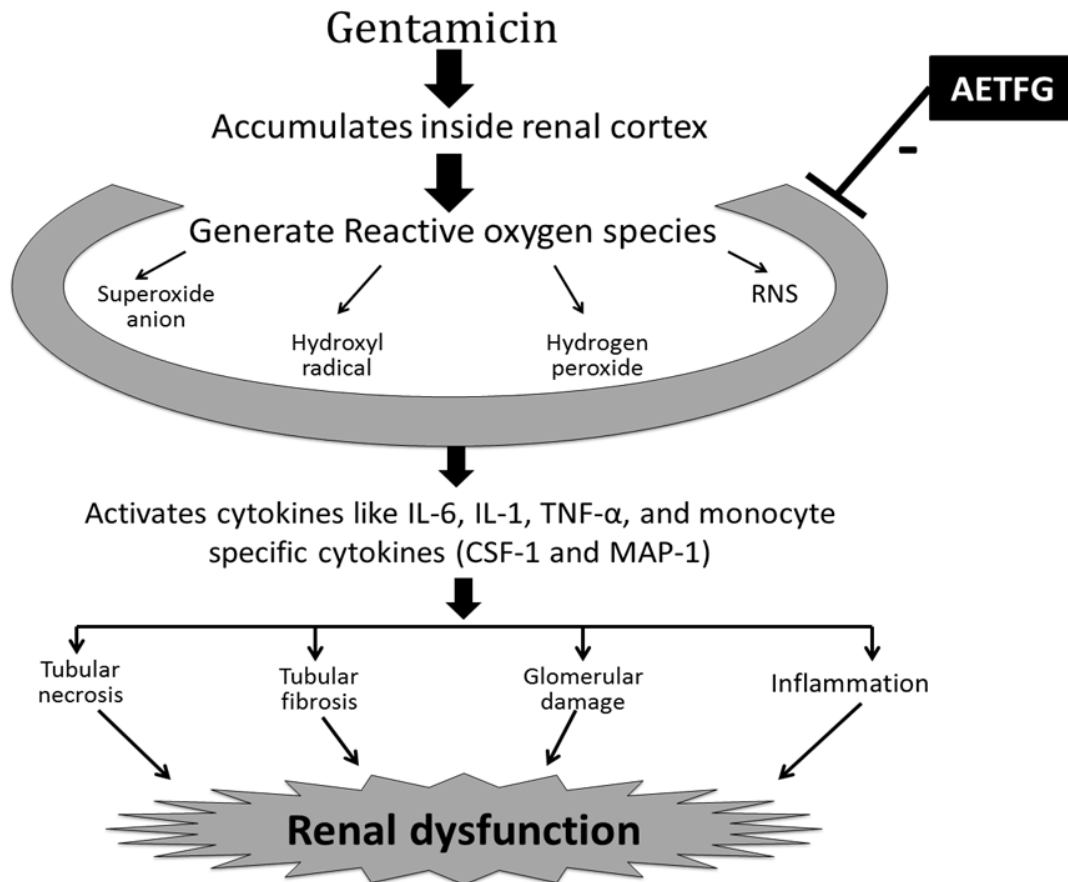 Gentamicin
AETFG
Accumulates inside renal cortex
-
Generate Reactive oxygen species
Superoxide
anion
RNS
Hydroxyl
radical
Hydrogen
peroxide
Activates cytokines like IL-6, IL-1, TNF-α, and monocyte
specific cytokines (CSF-1 and MAP-1)
Tubular
necrosis
Tubular
fibrosis
Glomerular
damage
Inflammation
Renal dysfunction